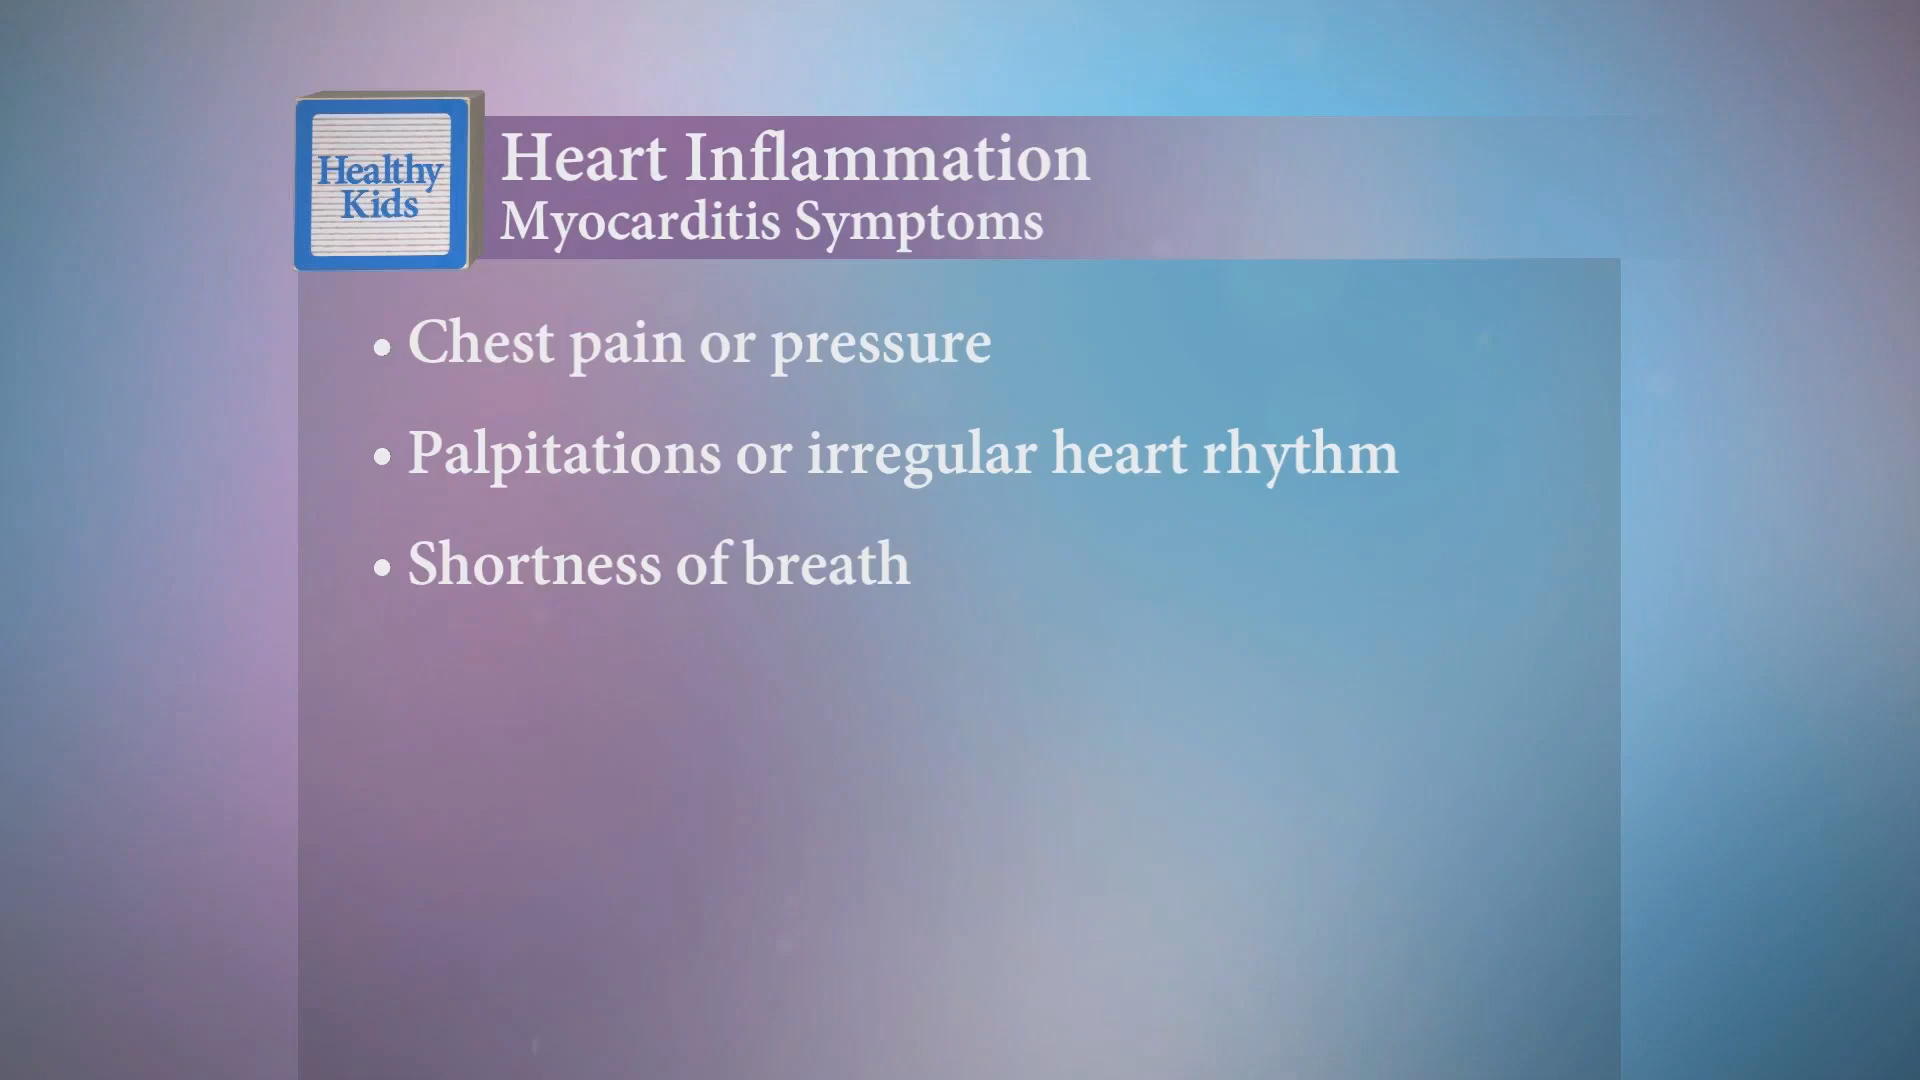 Healthy
Kids
Heart Inflammation
Myocarditis Symptoms
• Chest pain or pressure
• Palpitations or irregular heart rhythm
• Shortness of breath